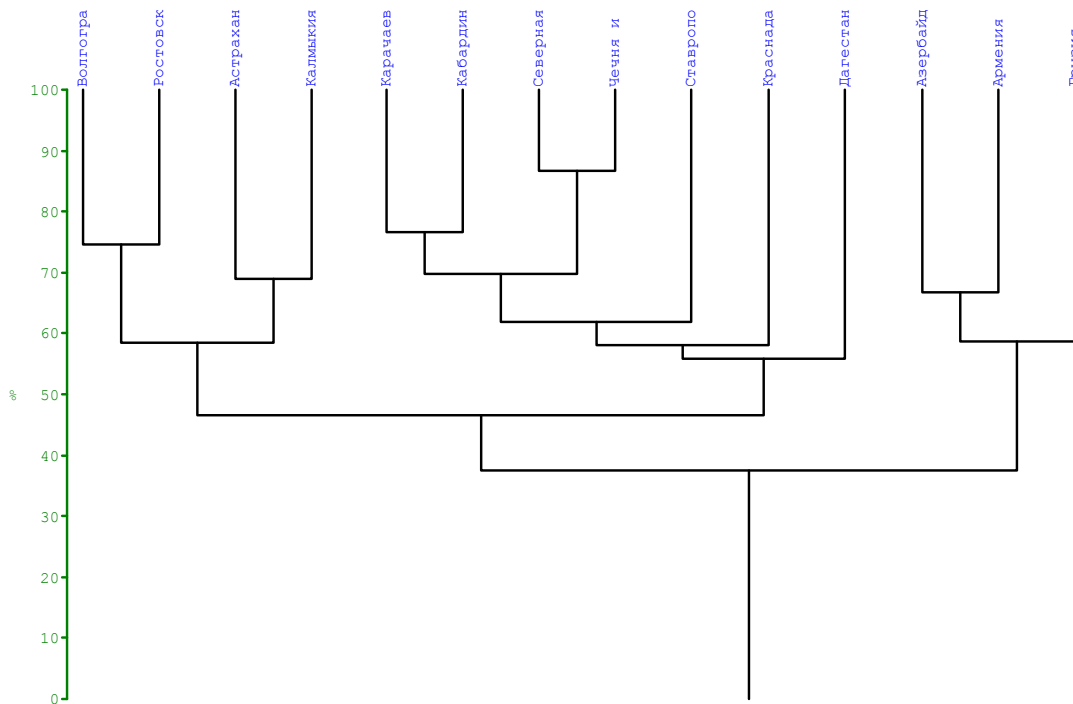 Волгогра
Ростовск
Астрахан
Калмыкия
Карачаев
Кабардин
Северная
Чечня и
Ставропо
Краснада
Дагестан
Азербайд
Армения
100
90
80
70
60
50
40
30
20
10
0
%